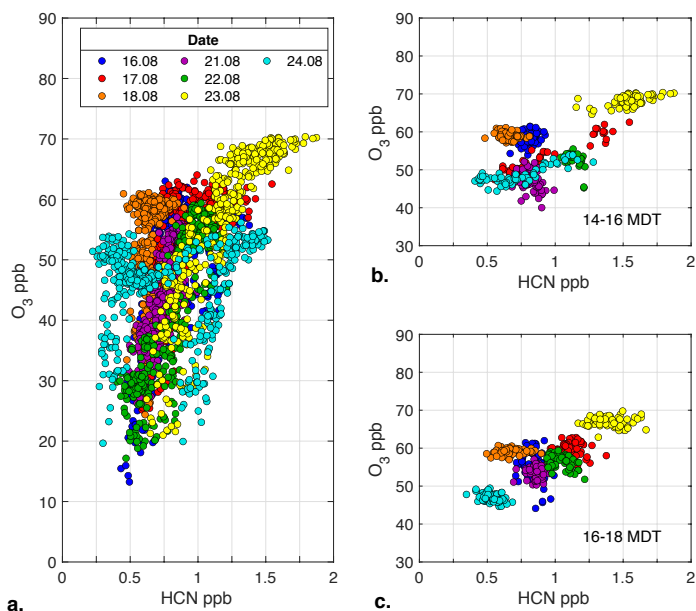 Date
16.08 21.08 24.08
17.08 22.08
18.08 23.08
90
80
70
60
50
40
30
20
10
0
O3 ppb
0 0.5 1 1.5 2
HCN ppb
a.
90
80
70
60
50
40
30
O3 ppb
14-16 MDT
0 0.5 1 1.5 2
HCN ppb
b.
90
80
70
60
50
40
30
O3 ppb
16-18 MDT
0 0.5 1 1.5 2
HCN ppb
c.